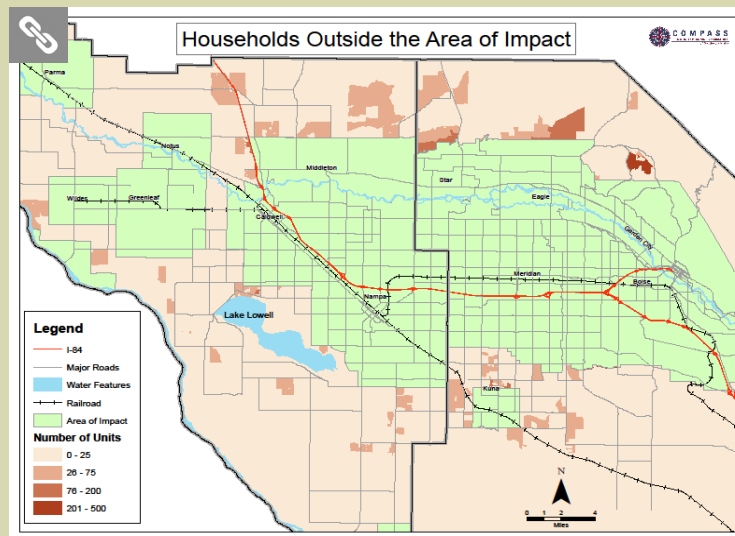 Households Outside the Area of Impact
COMPASS
Parma
Notus
Middleton
Star
Eagle
Wilder
Greenleaf
Caldwell
Garden City
Meridian
Boise
Nampa
Lake Lowell
Kuna
Legend
I-84
Major Roads
Water Features
Railroad
Area of Impact
Number of Units
0 - 25
26 - 75
76 - 200
201 - 500
N
0 1 2 4
Miles